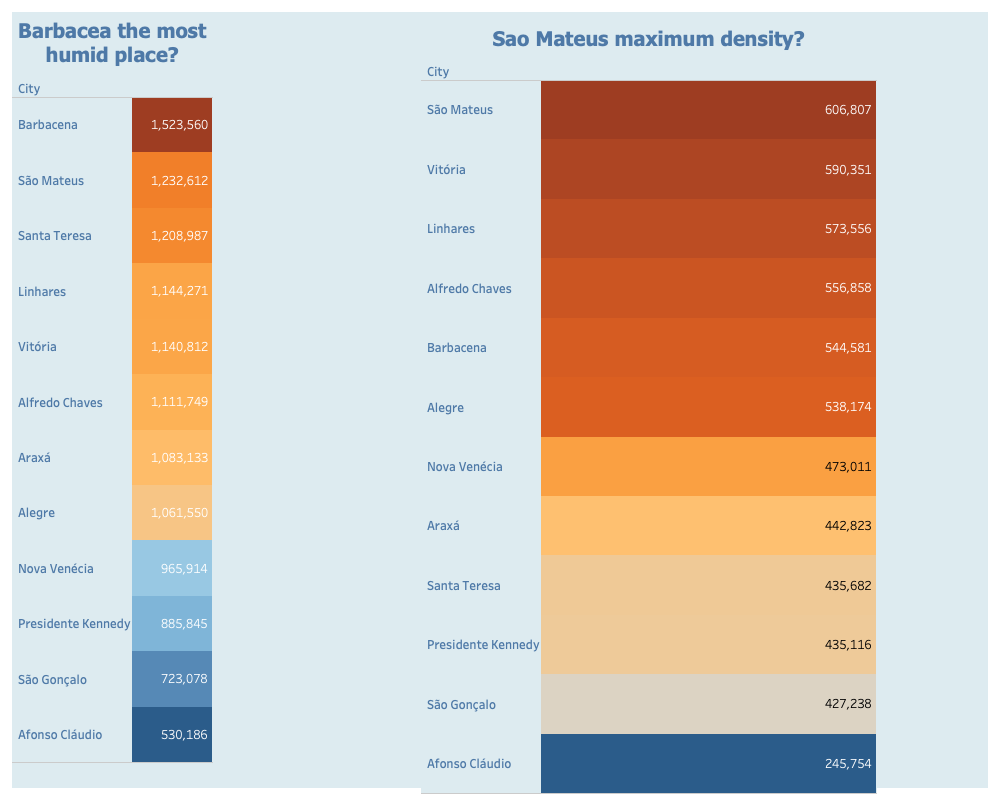 Barbacea the most
humid place?
City
Barbacena 1,523,560
São Mateus 1,232,612
Santa Teresa 1,208,987
Linhares 1,144,271
Vitória 1,140,812
Alfredo Chaves 1,111,749
Araxá 1,083,133
Alegre 1,061,550
Nova Venécia 965,914
Presidente Kennedy 885,845
São Gonçalo 723,078
Afonso Cláudio 530,186
Sao Mateus maximum density?
City
São Mateus 606,807
Vitória 590,351
Linhares 573,556
Alfredo Chaves 556,858
Barbacena 544,581
Alegre 538,174
Nova Venécia 473,011
Araxá 442,823
Santa Teresa 435,682
Presidente Kennedy 435,116
São Gonçalo 427,238
Afonso Cláudio 245,754